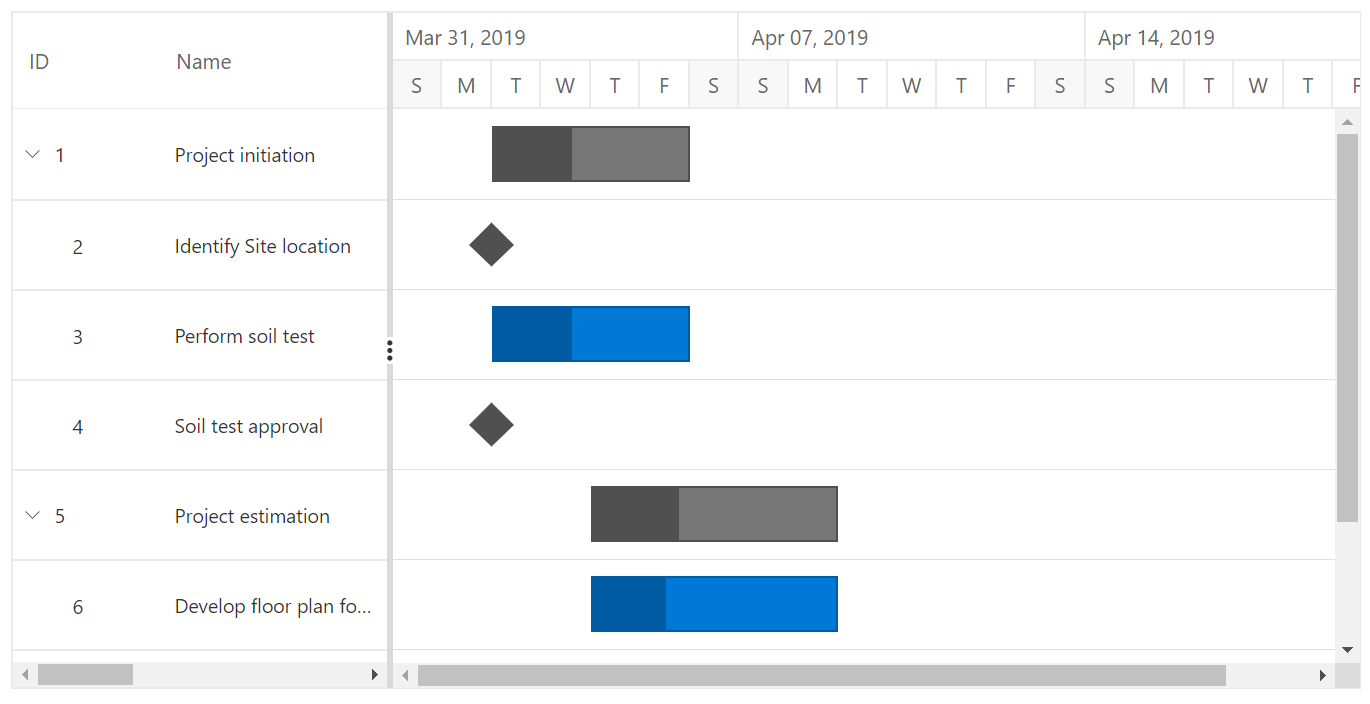 ID Name Mar 31, 2019 Apr 07, 2019 Apr 14, 2019
S M T W T F S S M T W T F S S M T W T F
1 Project initiation
2 Identify Site location
3 Perform soil test
4 Soil test approval
5 Project estimation
6 Develop floor plan fo...